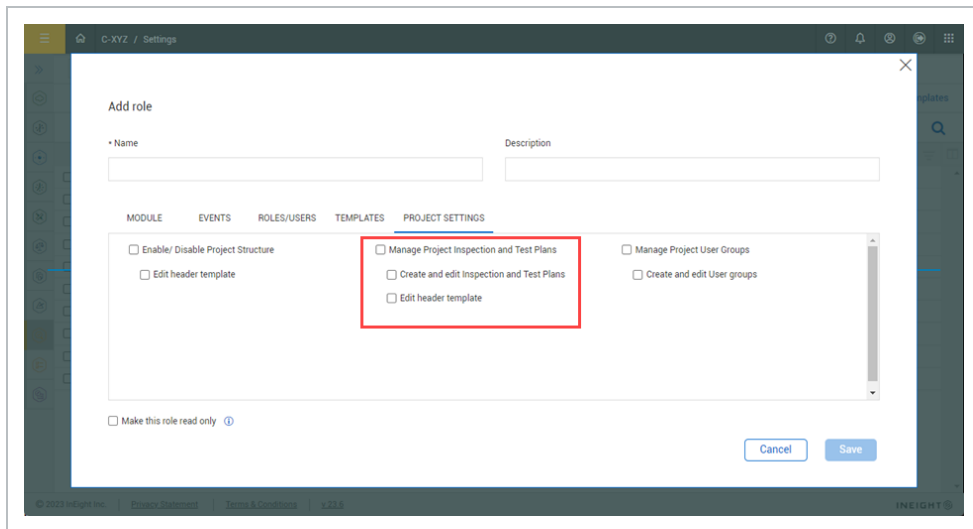 C-XYZ / Settings
Add role
* Name
Description
MODULE EVENTS ROLES/USERS TEMPLATES PROJECT SETTINGS
Enable/ Disable Project Structure
Edit header template
Manage Project Inspection and Test Plans
Create and edit Inspection and Test Plans
Edit header template
Manage Project User Groups
Create and edit User groups
Make this role read only
Cancel Save
© 2023 InEight Inc. Privacy Statement Terms & Conditions INEIGHT